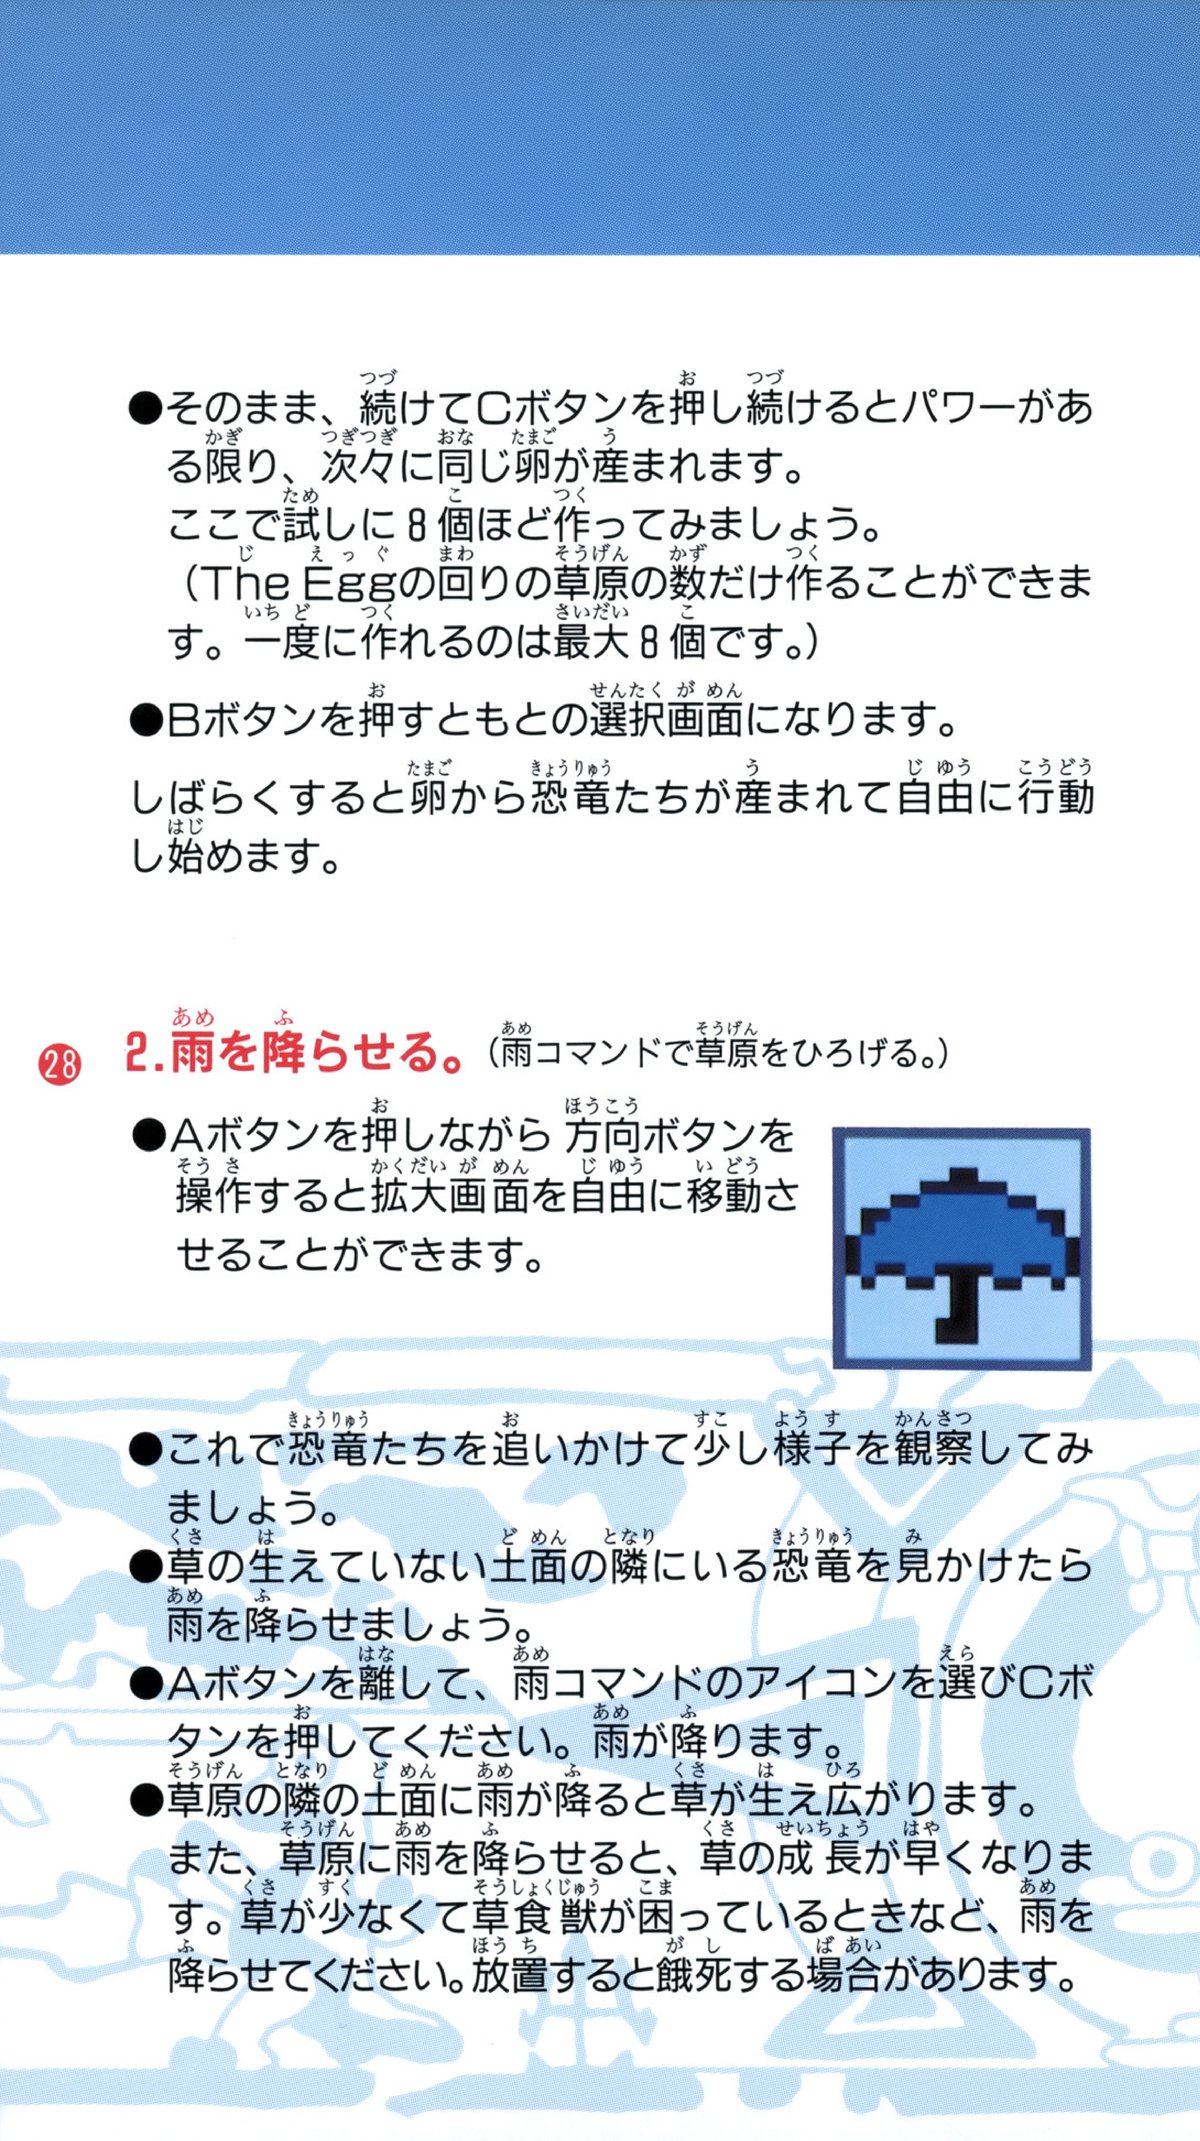 ●そのまま、続けてCボタンを押し続けるとパワーがあ
る限り、次々に同じ卵が産まれます。
ここで試しに8個ほど作ってみましょう。
（The Eggの回りの草原の数だけ作ることができま
す。一度に作れるのは最大8個です。）
●Bボタンを押すともとの選択画面になります。
しばらくすると卵から恐竜たちが産まれて自由に行動
し始めます。
28
2.雨を降らせる。（雨コマンドで草原をひろげる。）
●Aボタンを押しながら方向ボタンを
操作すると拡大画面を自由に移動さ
せることができます。
●これで恐竜たちを追いかけて少し様子を観察してみ
ましょう。
●草の生えていない土面の隣にいる恐竜を見かけたら
雨を降らせましょう。
●Aボタンを離して、雨コマンドのアイコンを選びCボ
タンを押してください。雨が降ります。
●草原の隣の土面に雨が降ると草が生え広がります。
また、草原に雨を降らせると、草の成長が早くなりま
す。草が少なくて草食獣が困っているときなど、雨を
降らせてください。放置すると餓死する場合があります。